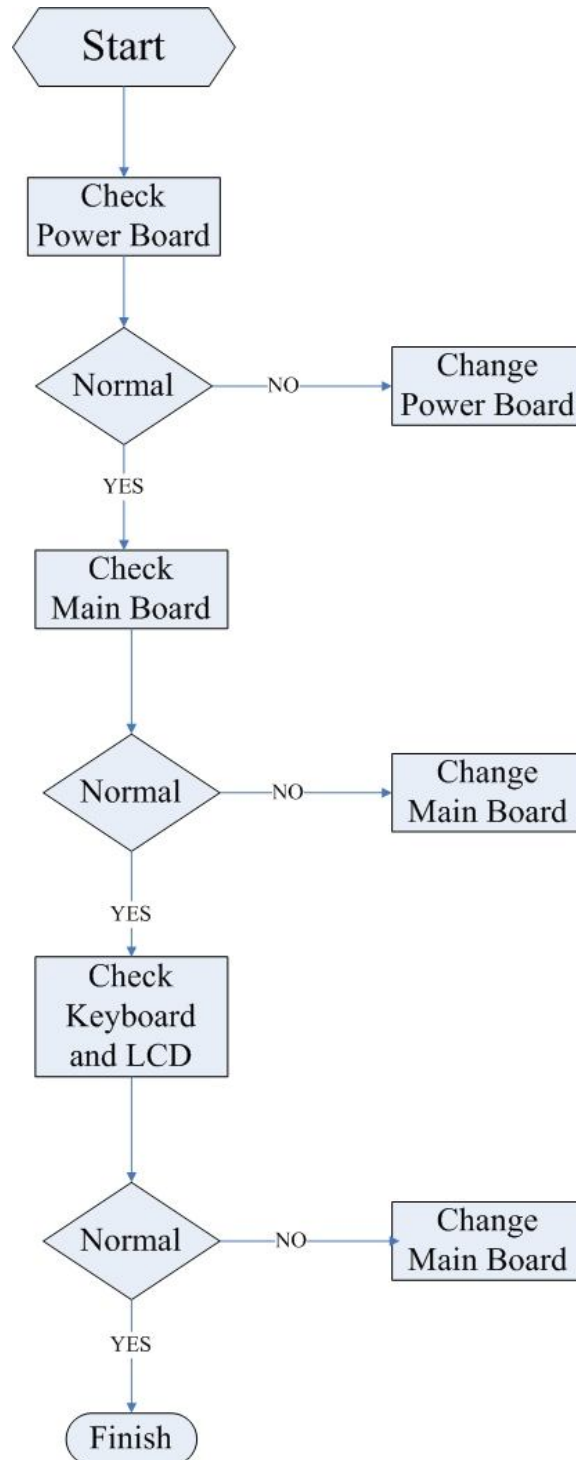 Start
Check
Power Board
Normal
NO
Change
Power Board
YES
Check
Main Board
Normal
NO
Change
Main Board
YES
Check
Keyboard
and LCD
Normal
NO
Change
Main Board
YES
Finish